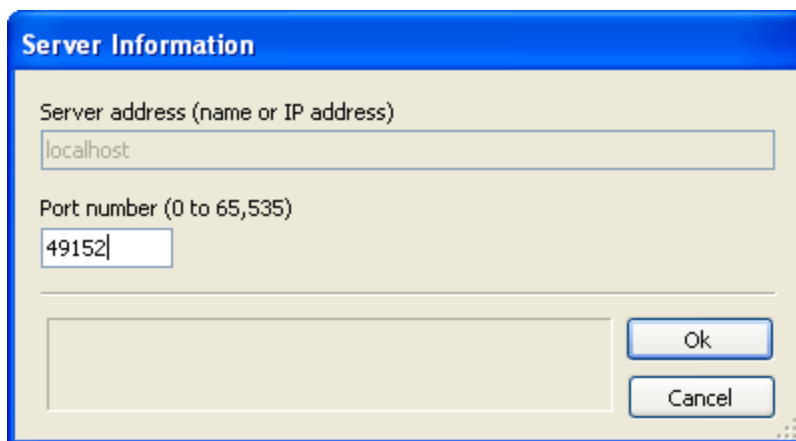 Server Information
Server address (name or IP address)
localhost
Port number (0 to 65,535)
49152
Ok
Cancel